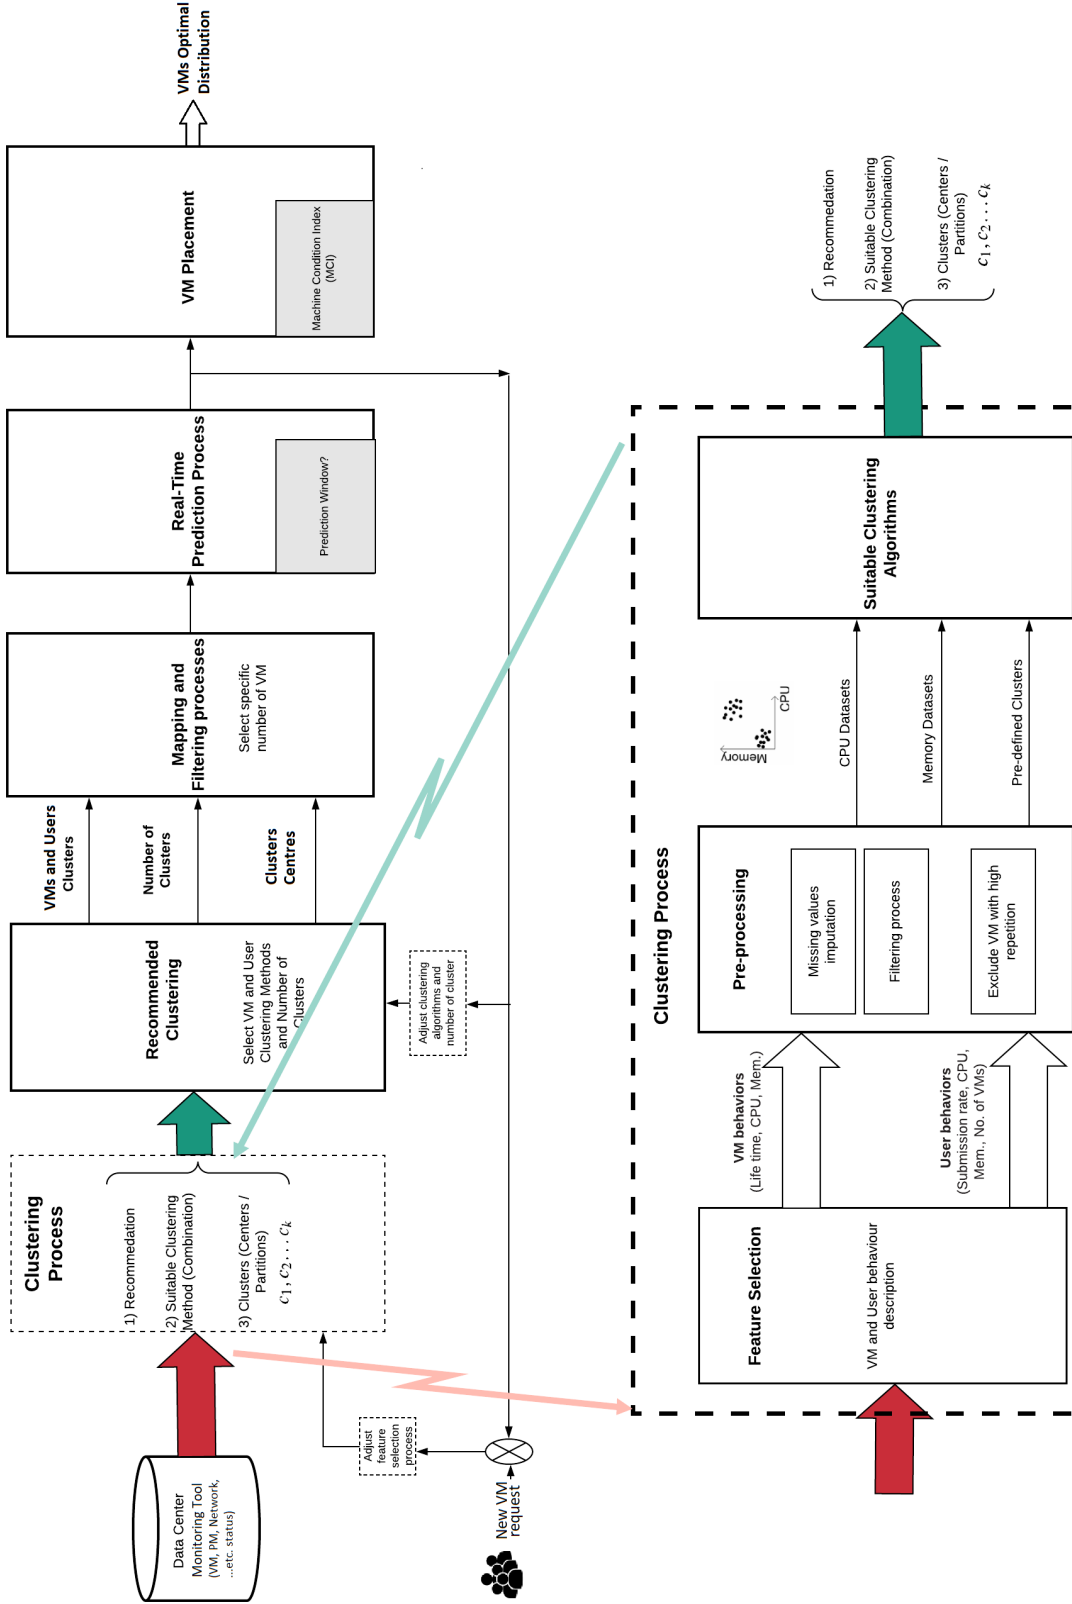 Data Center
Monitoring Tool
(VM, PM, Network,
...etc. status)
Clustering
Process
1) Recommedation
2) Suitable Clustering
Method (Combination)
3) Clusters (Centers /
Partitions)
c1, c2 . . . ck
Recommended
Clustering
Select VM and User
Clustering Methods
and Number of
Clusters
VMs and Users
Clusters
Number of
Clusters
Clusters
Centres
Mapping and
Filtering processes
Select specific
number of VM
Real-Time
Prediction Process
Prediction Window?
VM Placement
Machine Condition Index
(MCI)
VMs Optimal
Distribution
New VM
request
Adjust
feature
selection
process
Adjust clustering
algorithms and
number of cluster
Clustering Process
Feature Selection
VM and User behaviour
description
VM behaviors
(Life time, CPU, Mem.)
User behaviors
(Submission rate, CPU,
Mem., No. of VMs)
Pre-processing
Missing values
imputation
Filtering process
Exclude VM with high
repetition
Memory
CPU
CPU Datasets
Memory Datasets
Pre-defined Clusters
Suitable Clustering
Algorithms
1) Recommedation
2) Suitable Clustering
Method (Combination)
3) Clusters (Centers /
Partitions)
c1, c2 . . . ck